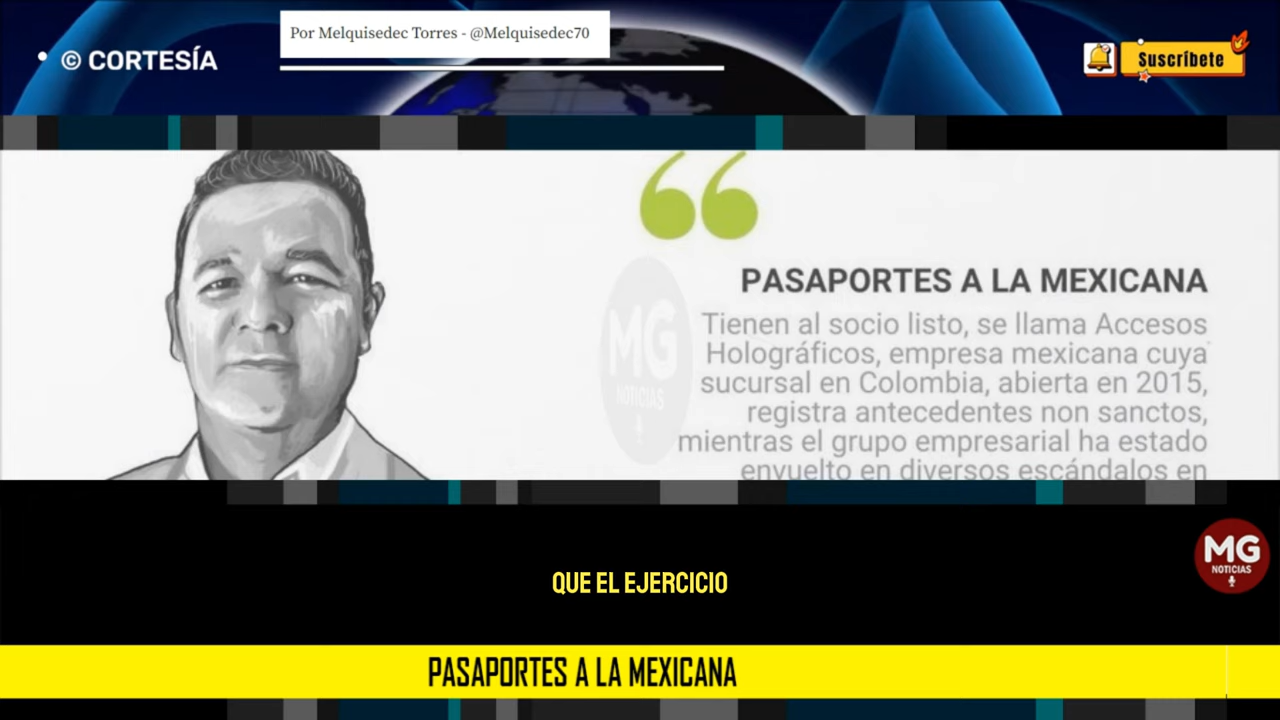 Por Melquisedec Torres - @Melquisedec70
© CORTESÍA
Suscríbete
PASAPORTES A LA MEXICANA
Tienen al socio listo, se llama Accesos
Holográficos, empresa mexicana cuya
sucursal en Colombia, abierta en 2015,
registra antecedentes non sanctos,
mientras el grupo empresarial ha estado
envuelto en diversos escándalos en
MG
NOTICIAS
QUE EL EJERCICIO
MG
NOTICIAS
PASAPORTES A LA MEXICANA